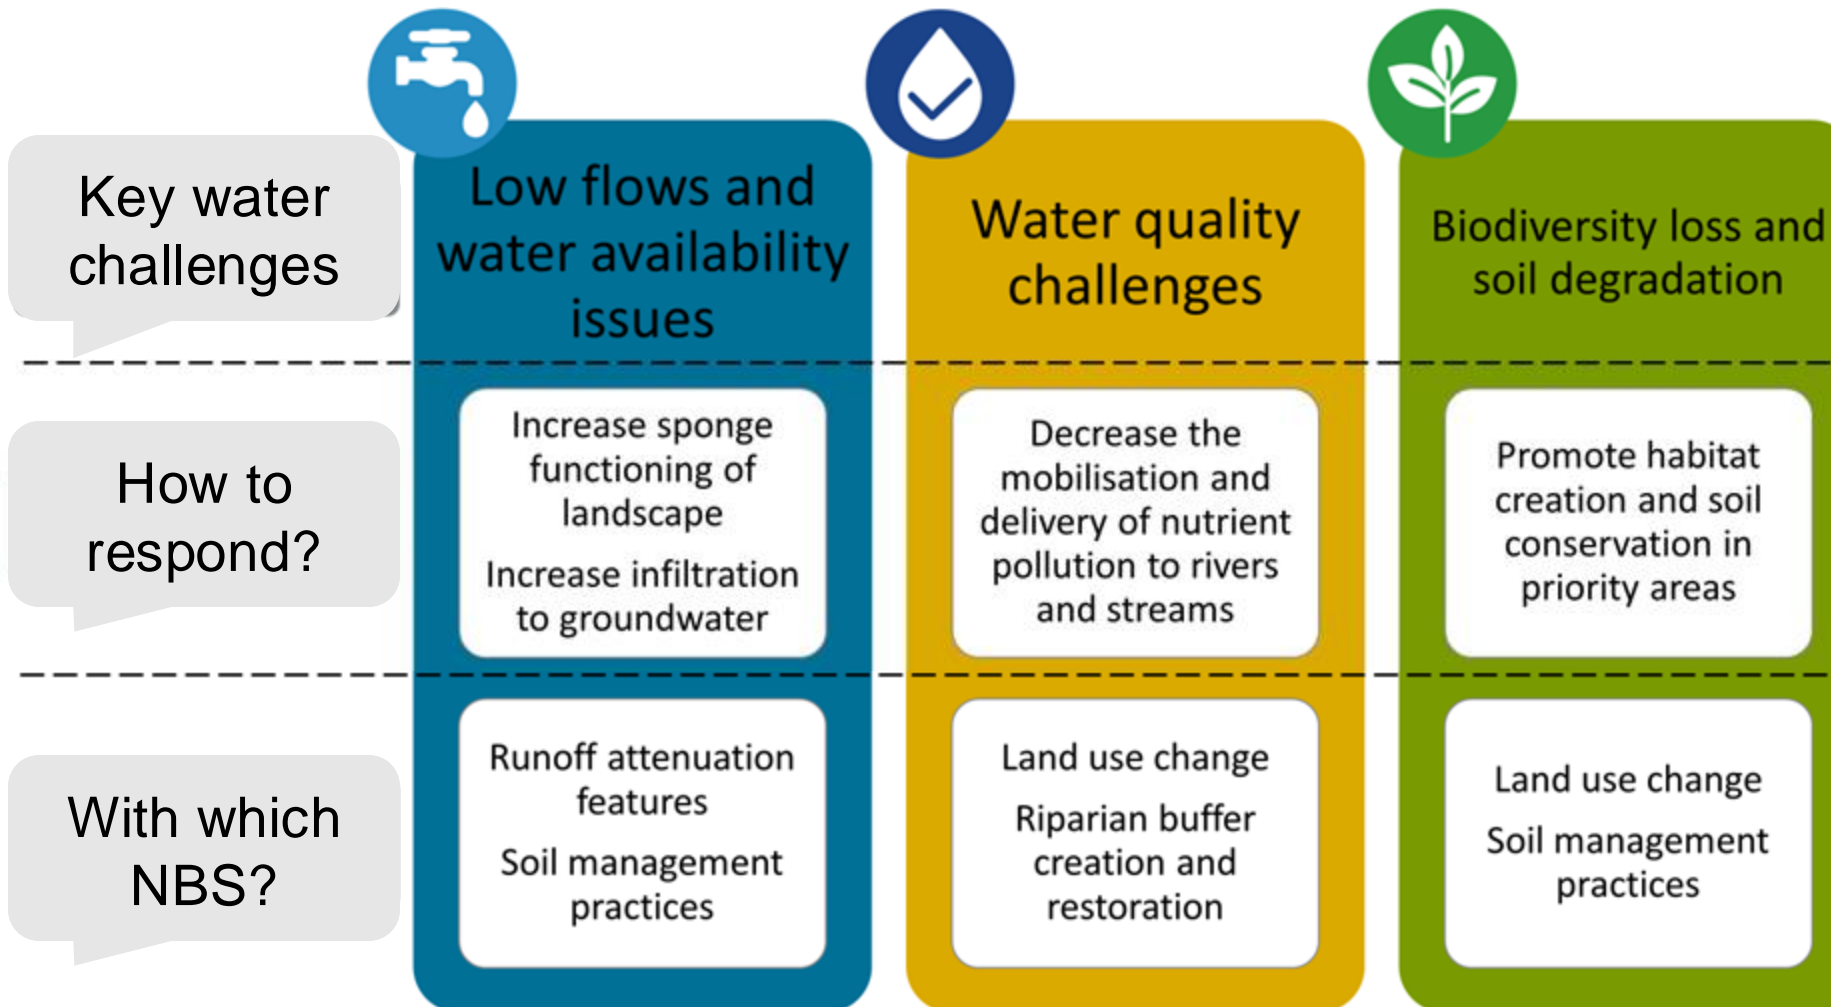 Key water
challenges
Low flows and
water availability
issues
Water quality
challenges
Biodiversity loss and
soil degradation
How to
respond?
Increase sponge
functioning of
landscape
Increase infiltration
to groundwater
Decrease the
mobilisation and
delivery of nutrient
pollution to rivers
and streams
Promote habitat
creation and soil
conservation in
priority areas
With which
NBS?
Runoff attenuation
features
Soil management
practices
Land use change
Riparian buffer
creation and
restoration
Land use change
Soil management
practices